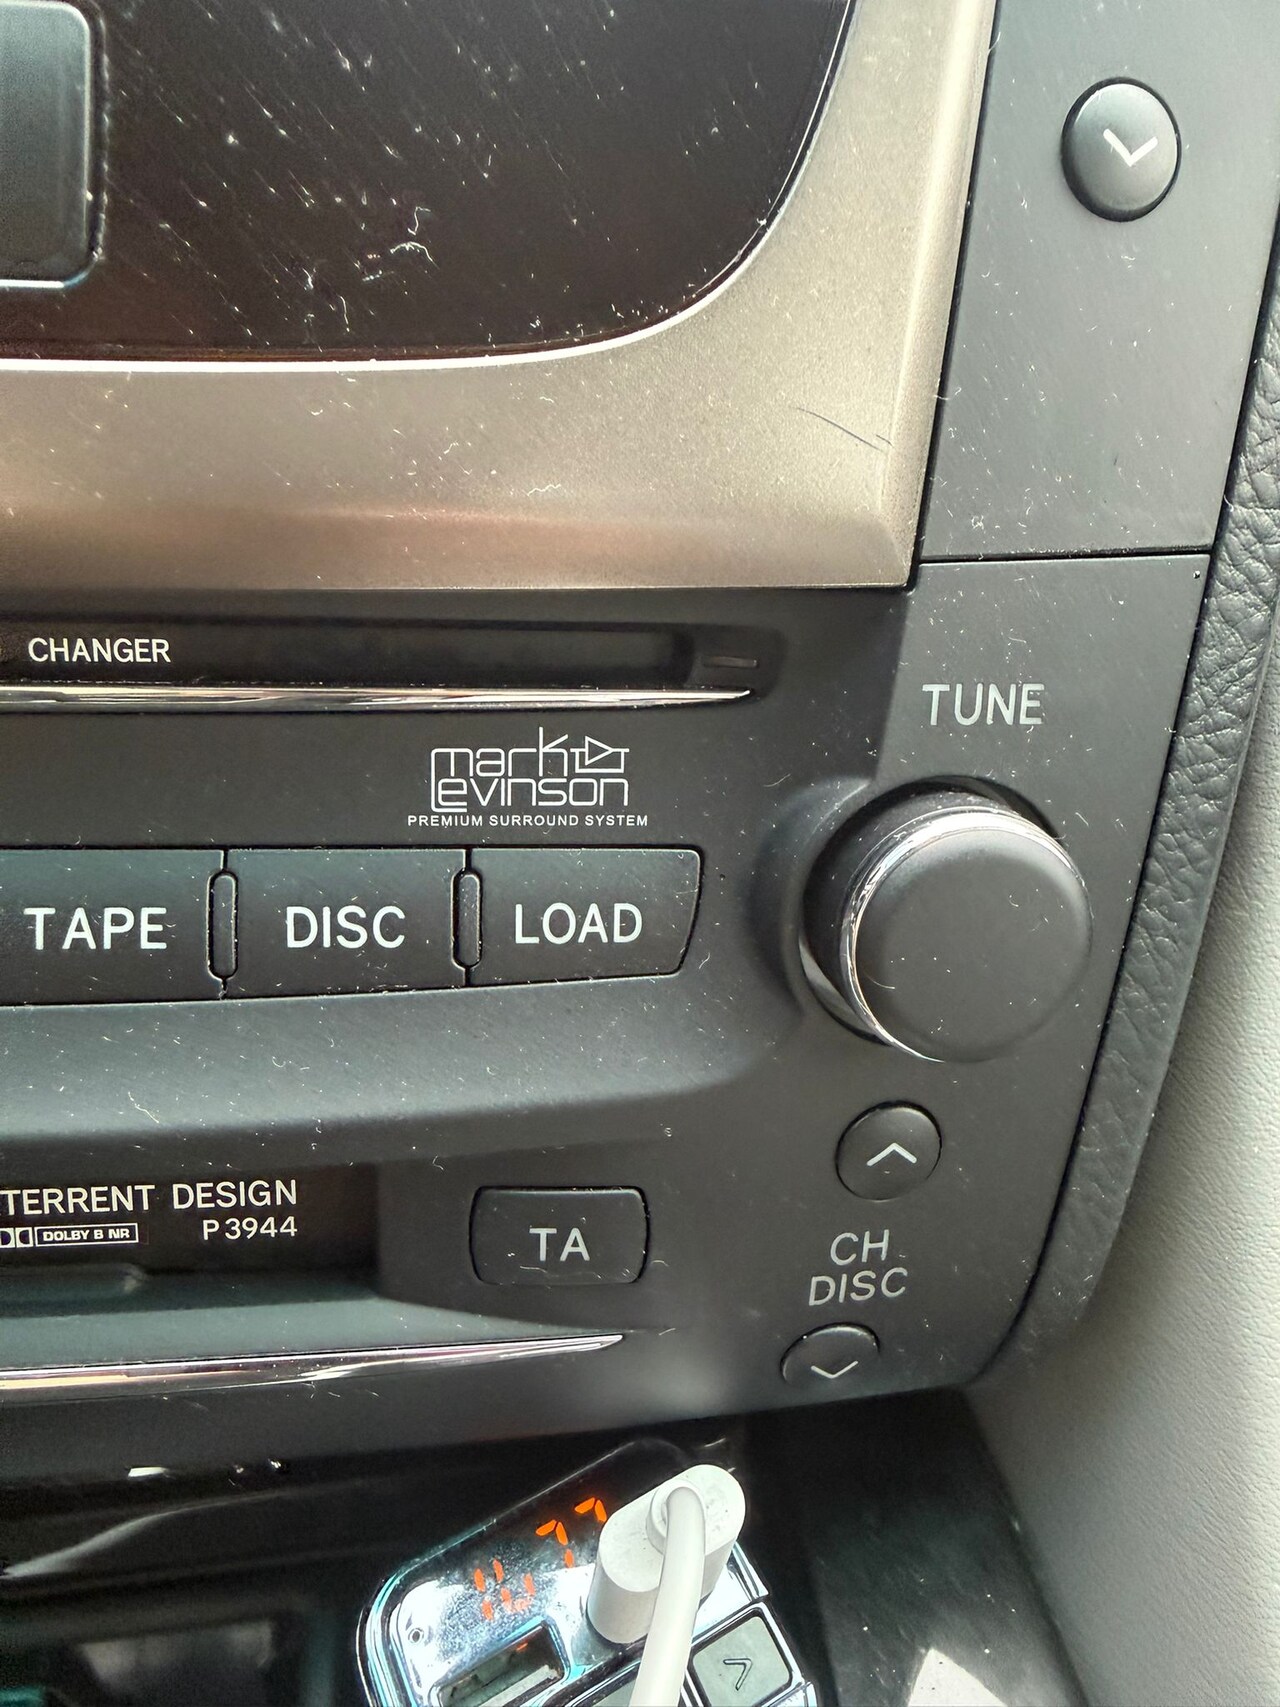 CHANGER
TUNE
mark
Levinson
PREMIUM SURROUND SYSTEM
TAPE DISC LOAD
TERRENT DESIGN
DOLBY B NR P3944
TA
CH
DISC